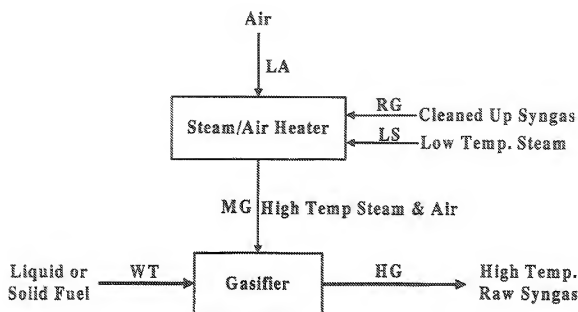 Air
LA
Steam/Air Heater
RG
Cleaned Up Syngas
LS
Low Temp. Steam
MG
High Temp Steam & Air
Liquid or
Solid Fuel
WT
Gasifier
HG
High Temp.
Raw Syngas